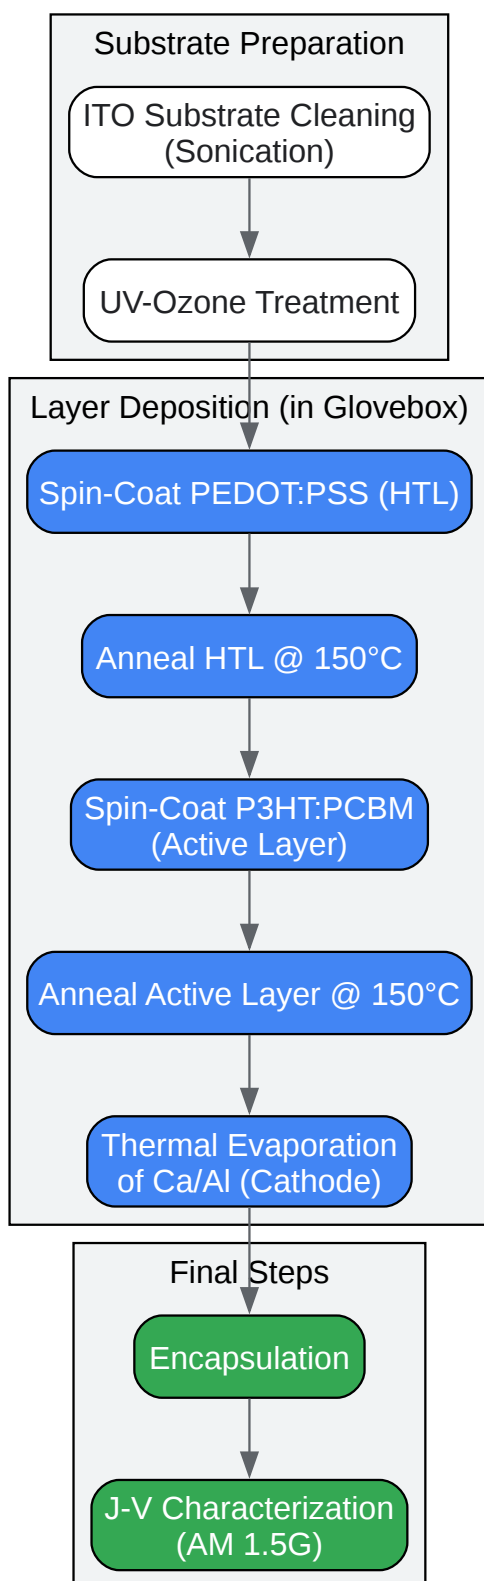 Substrate Preparation
ITO Substrate Cleaning
(Sonication)
UV-Ozone Treatment
Layer Deposition (in Glovebox)
Spin-Coat PEDOT:PSS (HTL)
Anneal HTL @ 150°C
Spin-Coat P3HT:PCBM
(Active Layer)
Anneal Active Layer @ 150°C
Thermal Evaporation
of Ca/Al (Cathode)
Final Steps
Encapsulation
J-V Characterization
(AM 1.5G)